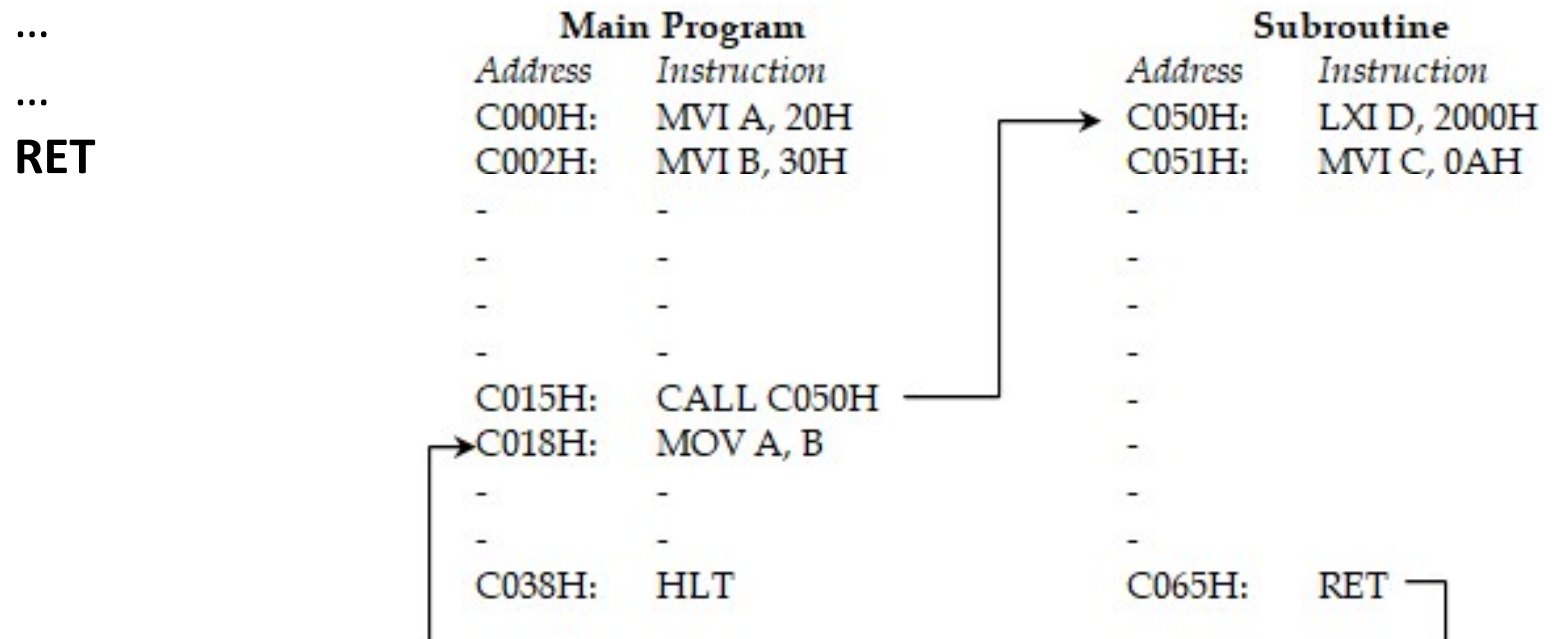 ...
...
RET
Main Program Subroutine
Address Instruction Address Instruction
C000H: MVI A, 20H C050H: LXI D, 2000H
C002H: MVI B, 30H C051H: MVI C, 0AH
- - -
- - -
- - -
- - -
C015H: CALL C050H -
C018H: MOV A, B -
- - -
- - -
C038H: HLT C065H: RET